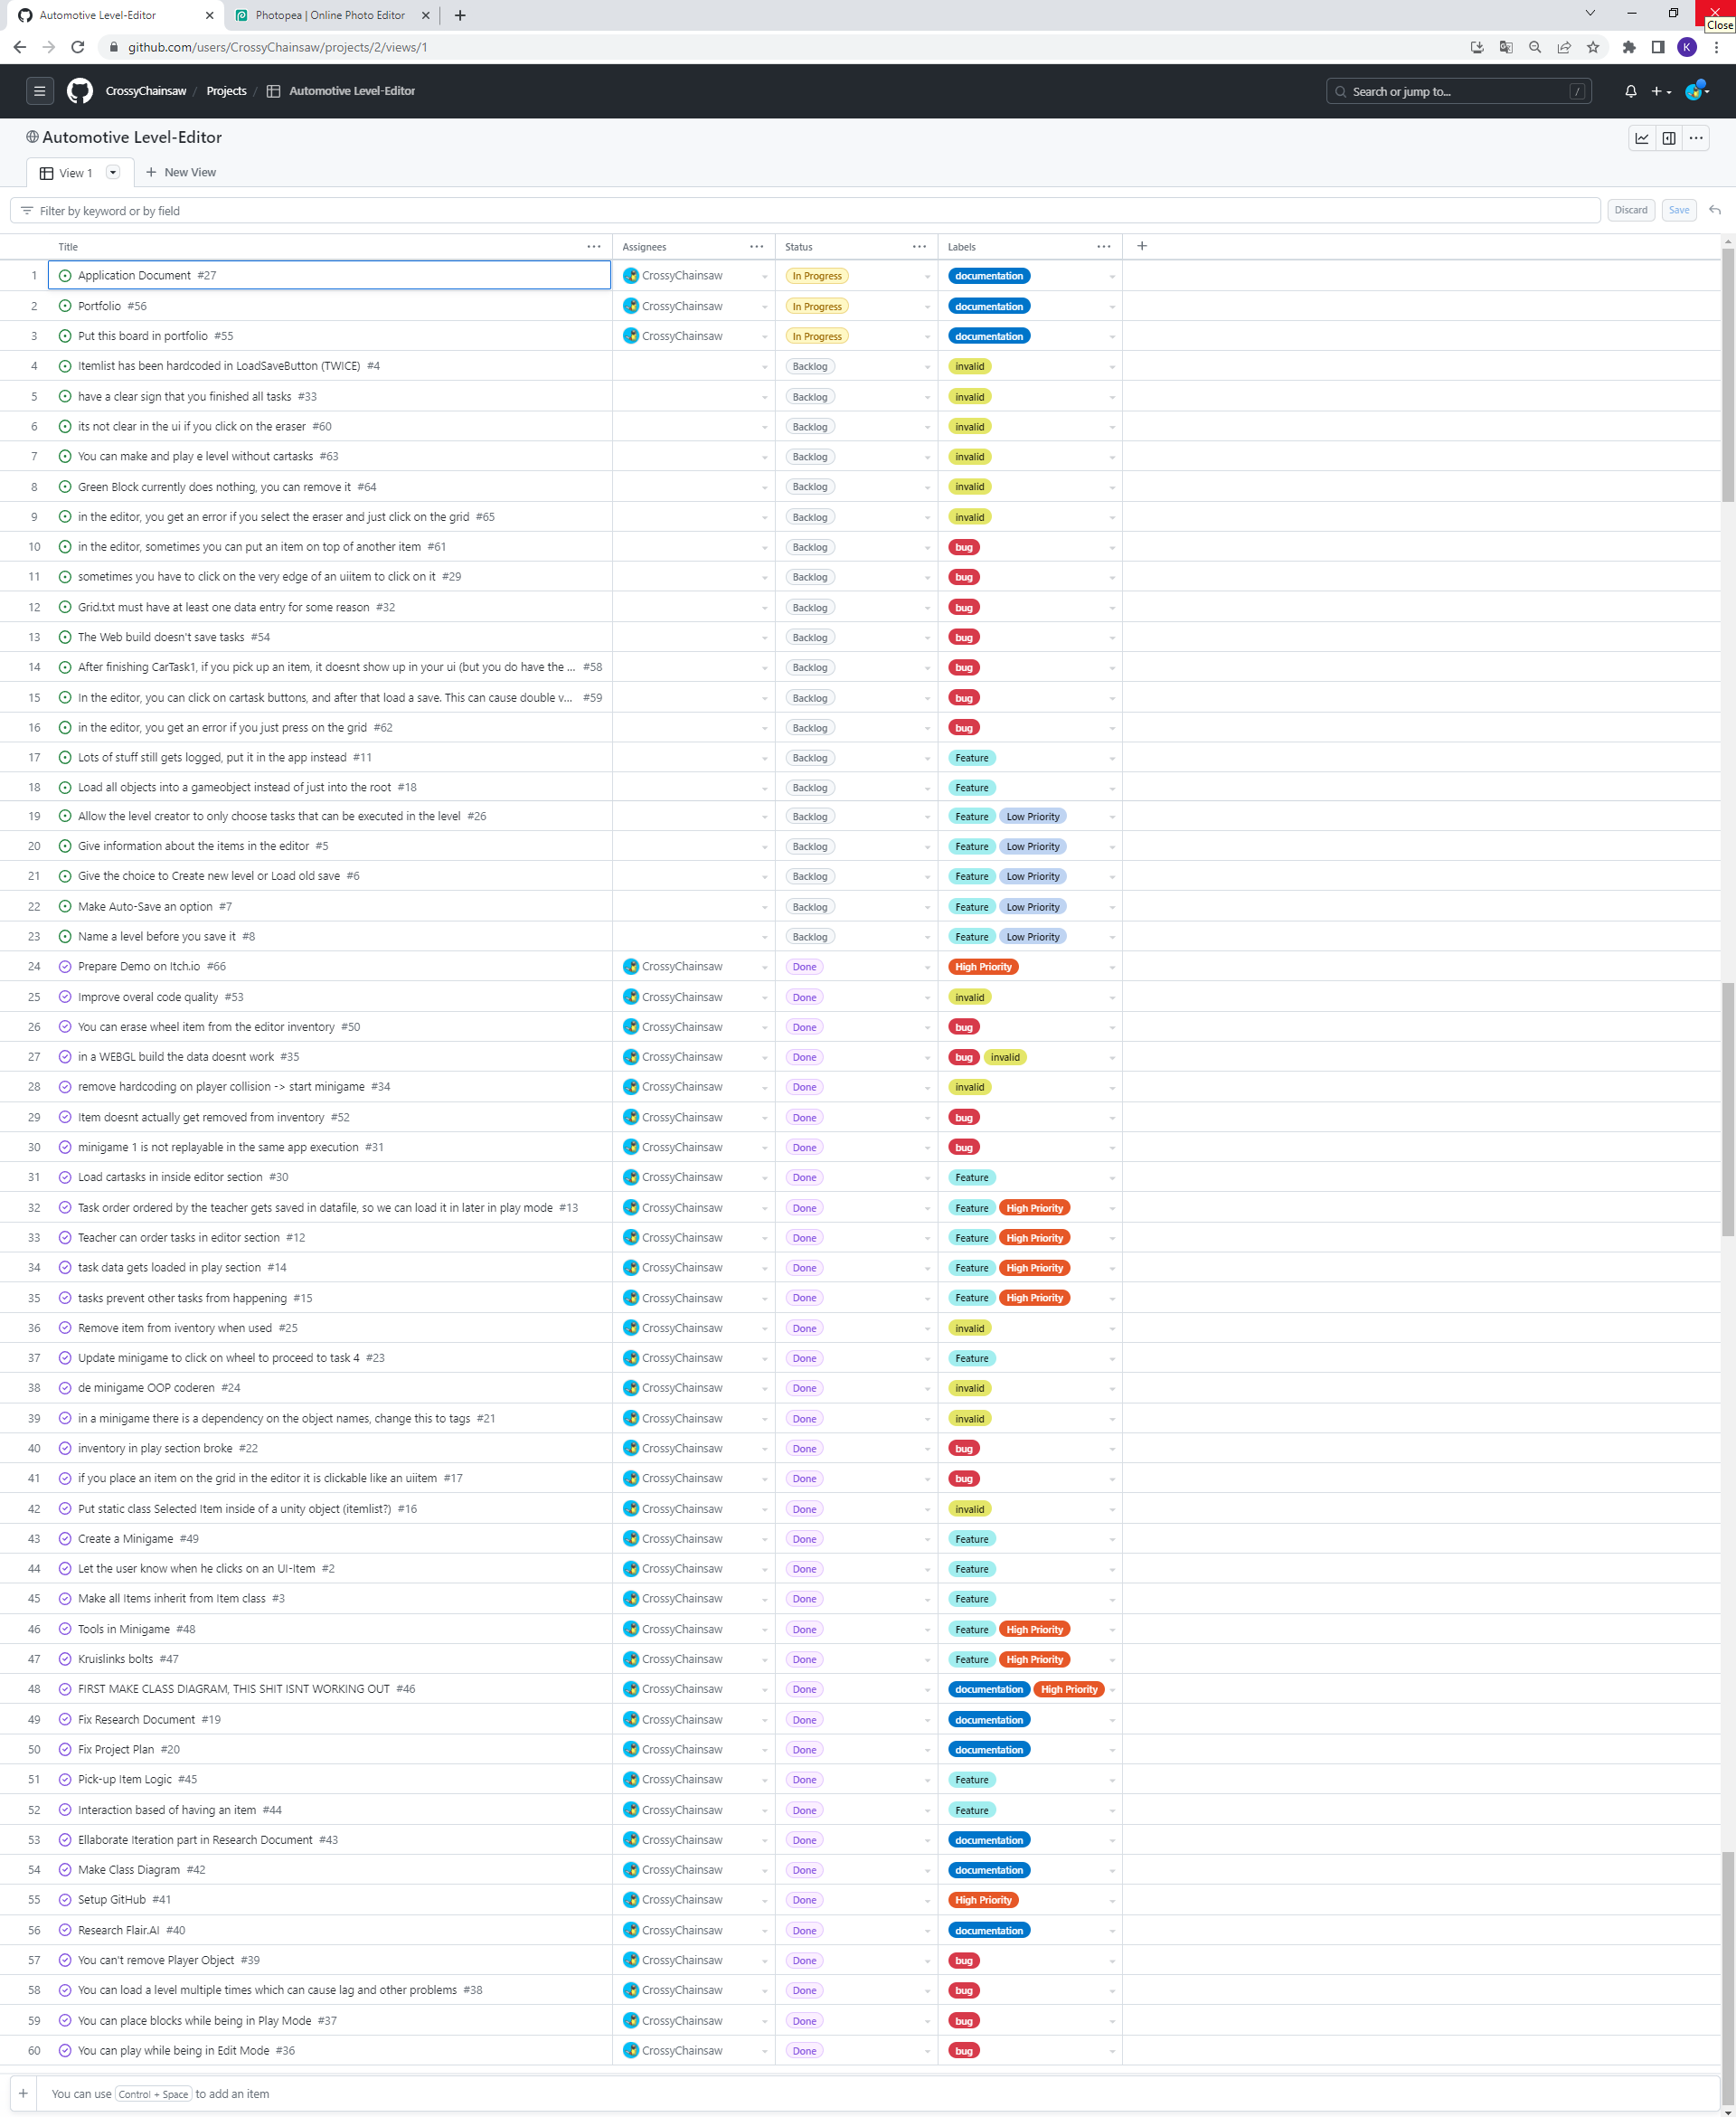 Automotive Level-Editor
Photopea | Online Photo Editor
Close
github.com/users/CrossyChainsaw/projects/2/views/1
K
CrossyChainsaw / Projects / Automotive Level-Editor
Search or jump to... /
Automotive Level-Editor
View 1 New View
Filter by keyword or by field Discard Save
Title Assignees Status Labels
1 Application Document #27 CrossyChainsaw In Progress documentation
2 Portfolio #56 CrossyChainsaw In Progress documentation
3 Put this board in portfolio #55 CrossyChainsaw In Progress documentation
4 Itemlist has been hardcoded in LoadSaveButton (TWICE) #4 Backlog invalid
5 have a clear sign that you finished all tasks #33 Backlog invalid
6 its not clear in the ui if you click on the eraser #60 Backlog invalid
7 You can make and play e level without cartasks #63 Backlog invalid
8 Green Block currently does nothing, you can remove it #64 Backlog invalid
9 in the editor, you get an error if you select the eraser and just click on the grid #65 Backlog invalid
10 in the editor, sometimes you can put an item on top of another item #61 Backlog bug
11 sometimes you have to click on the very edge of an uiitem to click on it #29 Backlog bug
12 Grid.txt must have at least one data entry for some reason #32 Backlog bug
13 The Web build doesn't save tasks #54 Backlog bug
14 After finishing CarTask1, if you pick up an item, it doesnt show up in your ui (but you do have the ... #58 Backlog bug
15 In the editor, you can click on cartask buttons, and after that load a save. This can cause double v... #59 Backlog bug
16 in the editor, you get an error if you just press on the grid #62 Backlog bug
17 Lots of stuff still gets logged, put it in the app instead #11 Backlog Feature
18 Load all objects into a gameobject instead of just into the root #18 Backlog Feature
19 Allow the level creator to only choose tasks that can be executed in the level #26 Backlog Feature Low Priority
20 Give information about the items in the editor #5 Backlog Feature Low Priority
21 Give the choice to Create new level or Load old save #6 Backlog Feature Low Priority
22 Make Auto-Save an option #7 Backlog Feature Low Priority
23 Name a level before you save it #8 Backlog Feature Low Priority
24 Prepare Demo on Itch.io #66 CrossyChainsaw Done High Priority
25 Improve overal code quality #53 CrossyChainsaw Done invalid
26 You can erase wheel item from the editor inventory #50 CrossyChainsaw Done bug
27 in a WEBGL build the data doesnt work #35 CrossyChainsaw Done bug invalid
28 remove hardcoding on player collision -> start minigame #34 CrossyChainsaw Done invalid
29 Item doesnt actually get removed from inventory #52 CrossyChainsaw Done bug
30 minigame 1 is not replayable in the same app execution #31 CrossyChainsaw Done bug
31 Load cartasks in inside editor section #30 CrossyChainsaw Done Feature
32 Task order ordered by the teacher gets saved in datafile, so we can load it in later in play mode #13 CrossyChainsaw Done Feature High Priority
33 Teacher can order tasks in editor section #12 CrossyChainsaw Done Feature High Priority
34 task data gets loaded in play section #14 CrossyChainsaw Done Feature High Priority
35 tasks prevent other tasks from happening #15 CrossyChainsaw Done Feature High Priority
36 Remove item from iventory when used #25 CrossyChainsaw Done invalid
37 Update minigame to click on wheel to proceed to task 4 #23 CrossyChainsaw Done Feature
38 de minigame OOP coderen #24 CrossyChainsaw Done invalid
39 in a minigame there is a dependency on the object names, change this to tags #21 CrossyChainsaw Done invalid
40 inventory in play section broke #22 CrossyChainsaw Done bug
41 if you place an item on the grid in the editor it is clickable like an uiitem #17 CrossyChainsaw Done bug
42 Put static class Selected Item inside of a unity object (itemlist?) #16 CrossyChainsaw Done invalid
43 Create a Minigame #49 CrossyChainsaw Done Feature
44 Let the user know when he clicks on an UI-Item #2 CrossyChainsaw Done Feature
45 Make all Items inherit from Item class #3 CrossyChainsaw Done Feature
46 Tools in Minigame #48 CrossyChainsaw Done Feature High Priority
47 Kruislinks bolts #47 CrossyChainsaw Done Feature High Priority
48 FIRST MAKE CLASS DIAGRAM, THIS SHIT ISNT WORKING OUT #46 CrossyChainsaw Done documentation High Priority
49 Fix Research Document #19 CrossyChainsaw Done documentation
50 Fix Project Plan #20 CrossyChainsaw Done documentation
51 Pick-up Item Logic #45 CrossyChainsaw Done Feature
52 Interaction based of having an item #44 CrossyChainsaw Done Feature
53 Ellaborate Iteration part in Research Document #43 CrossyChainsaw Done documentation
54 Make Class Diagram #42 CrossyChainsaw Done documentation
55 Setup GitHub #41 CrossyChainsaw Done High Priority
56 Research Flair.AI #40 CrossyChainsaw Done documentation
57 You can't remove Player Object #39 CrossyChainsaw Done bug
58 You can load a level multiple times which can cause lag and other problems #38 CrossyChainsaw Done bug
59 You can place blocks while being in Play Mode #37 CrossyChainsaw Done bug
60 You can play while being in Edit Mode #36 CrossyChainsaw Done bug
You can use Control + Space to add an item